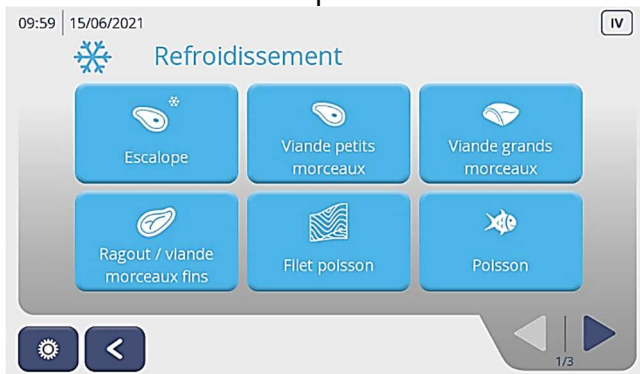 09:59 15/06/2021
IV
Refroidissement
Escalope
Viande petits
morceaux
Viande grands
morceaux
Ragout / viande
morceaux fins
Filet poisson
Poisson
1/3